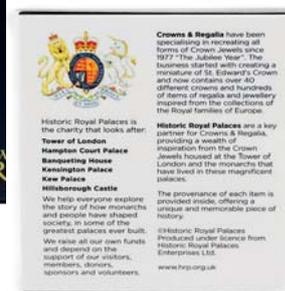 Historic Royal Palaces is
the charity that looks after:
Tower of London
Hampton Court Palace
Banqueting House
Kensington Palace
Kew Palace
Hillsborough Castle
We help everyone explore
the story of how monarchs
and people have shaped
society, in some of the
greatest palaces ever built.
We raise all our own funds
and depend on the
support of our visitors,
members, donors,
sponsors and volunteers.
Crowns & Regalia have been
specialising in recreating all
forms of Crown Jewels since
1977 "The Jubilee Year". The
business started with creating a
miniature of St. Edward's Crown
and now contains over 40
different crowns and hundreds
of items of regalia and jewellery
inspired from the collections of
the Royal families of Europe.
Historic Royal Palaces are a key
partner for Crowns & Regalia,
providing a wealth of
inspiration from the Crown
Jewels housed at the Tower of
London and the monarchs that
have lived in these magnificent
palaces.
The provenance of each item is
provided inside, offering a
unique and memorable piece of
history.
©Historic Royal Palaces
Produced under licence from
Historic Royal Palaces
Enterprises Ltd.
www.hrp.org.uk